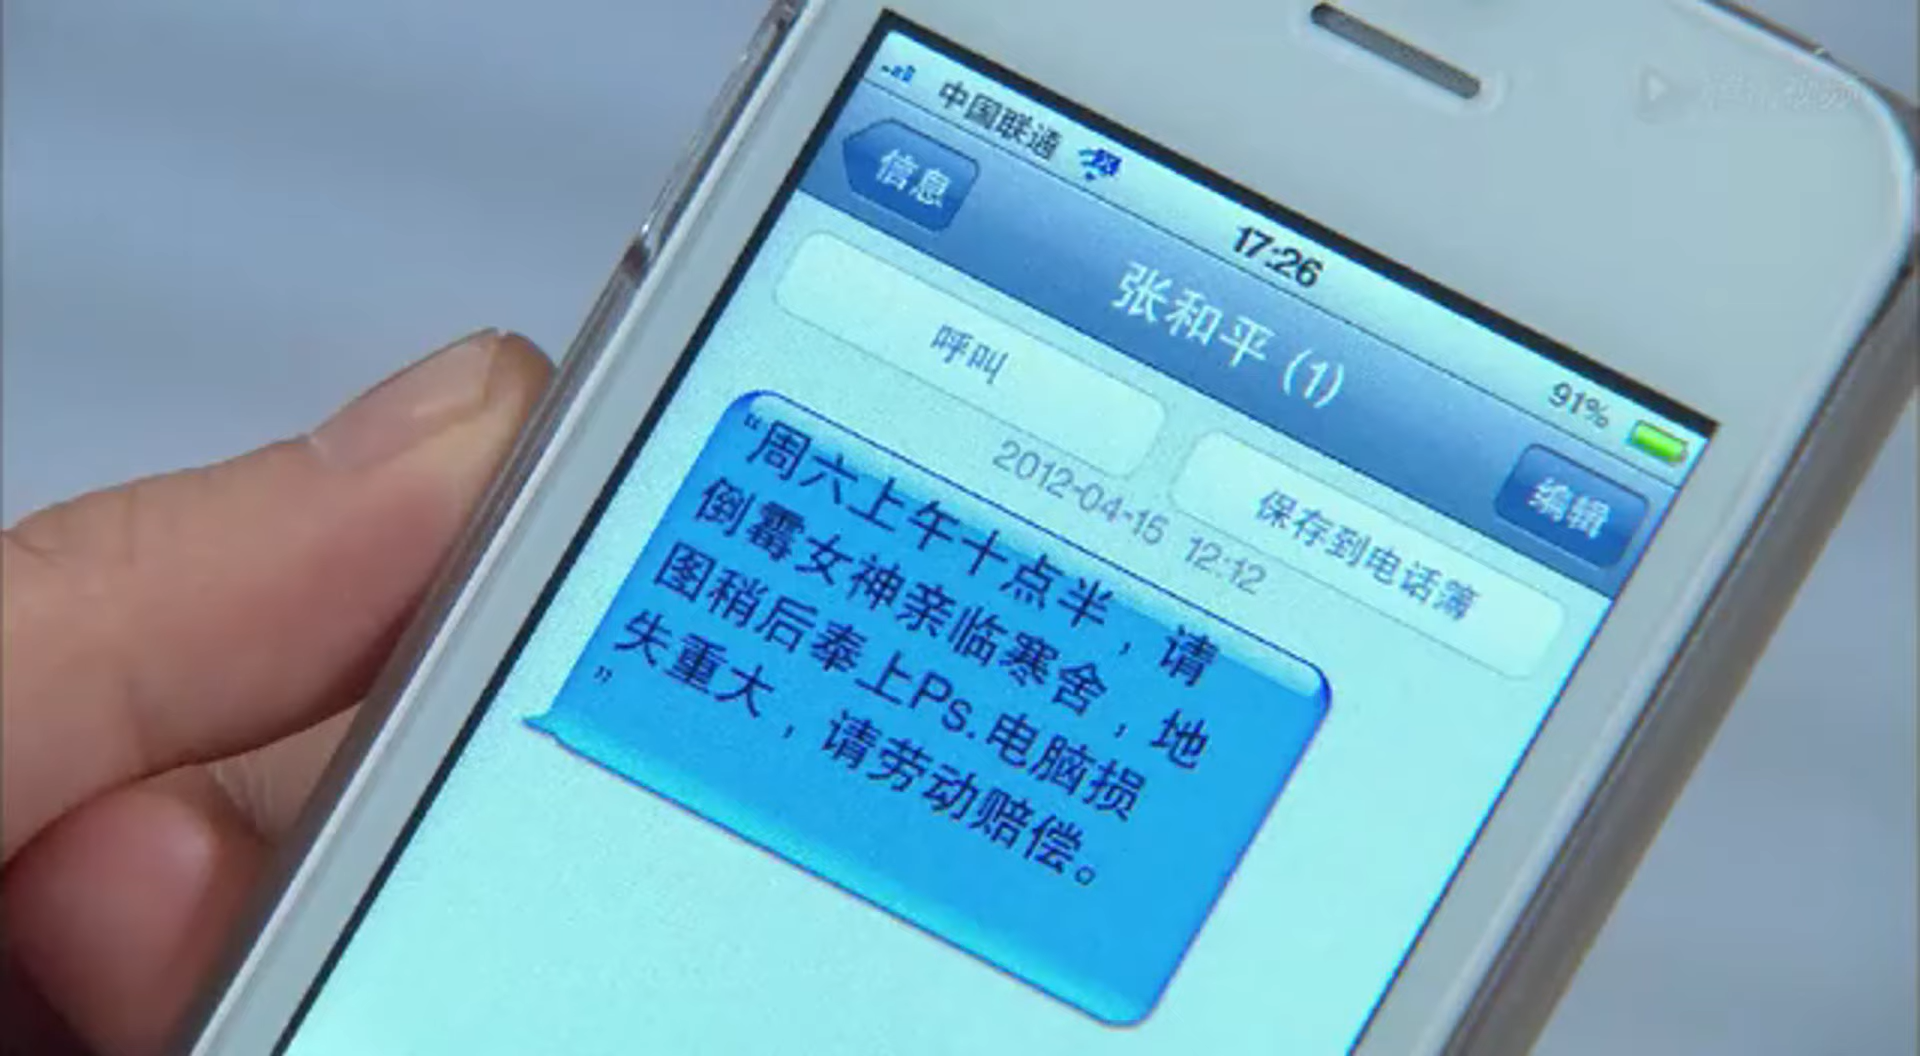 中国联通
17:26
91%
信息
张和平 (1)
编辑
呼叫
保存到电话簿
2012-04-15 12:12
“周六上午十点半，请
倒霉女神亲临寒舍，地
图稍后奉上Ps.电脑损
失重大，请劳动赔偿。
”